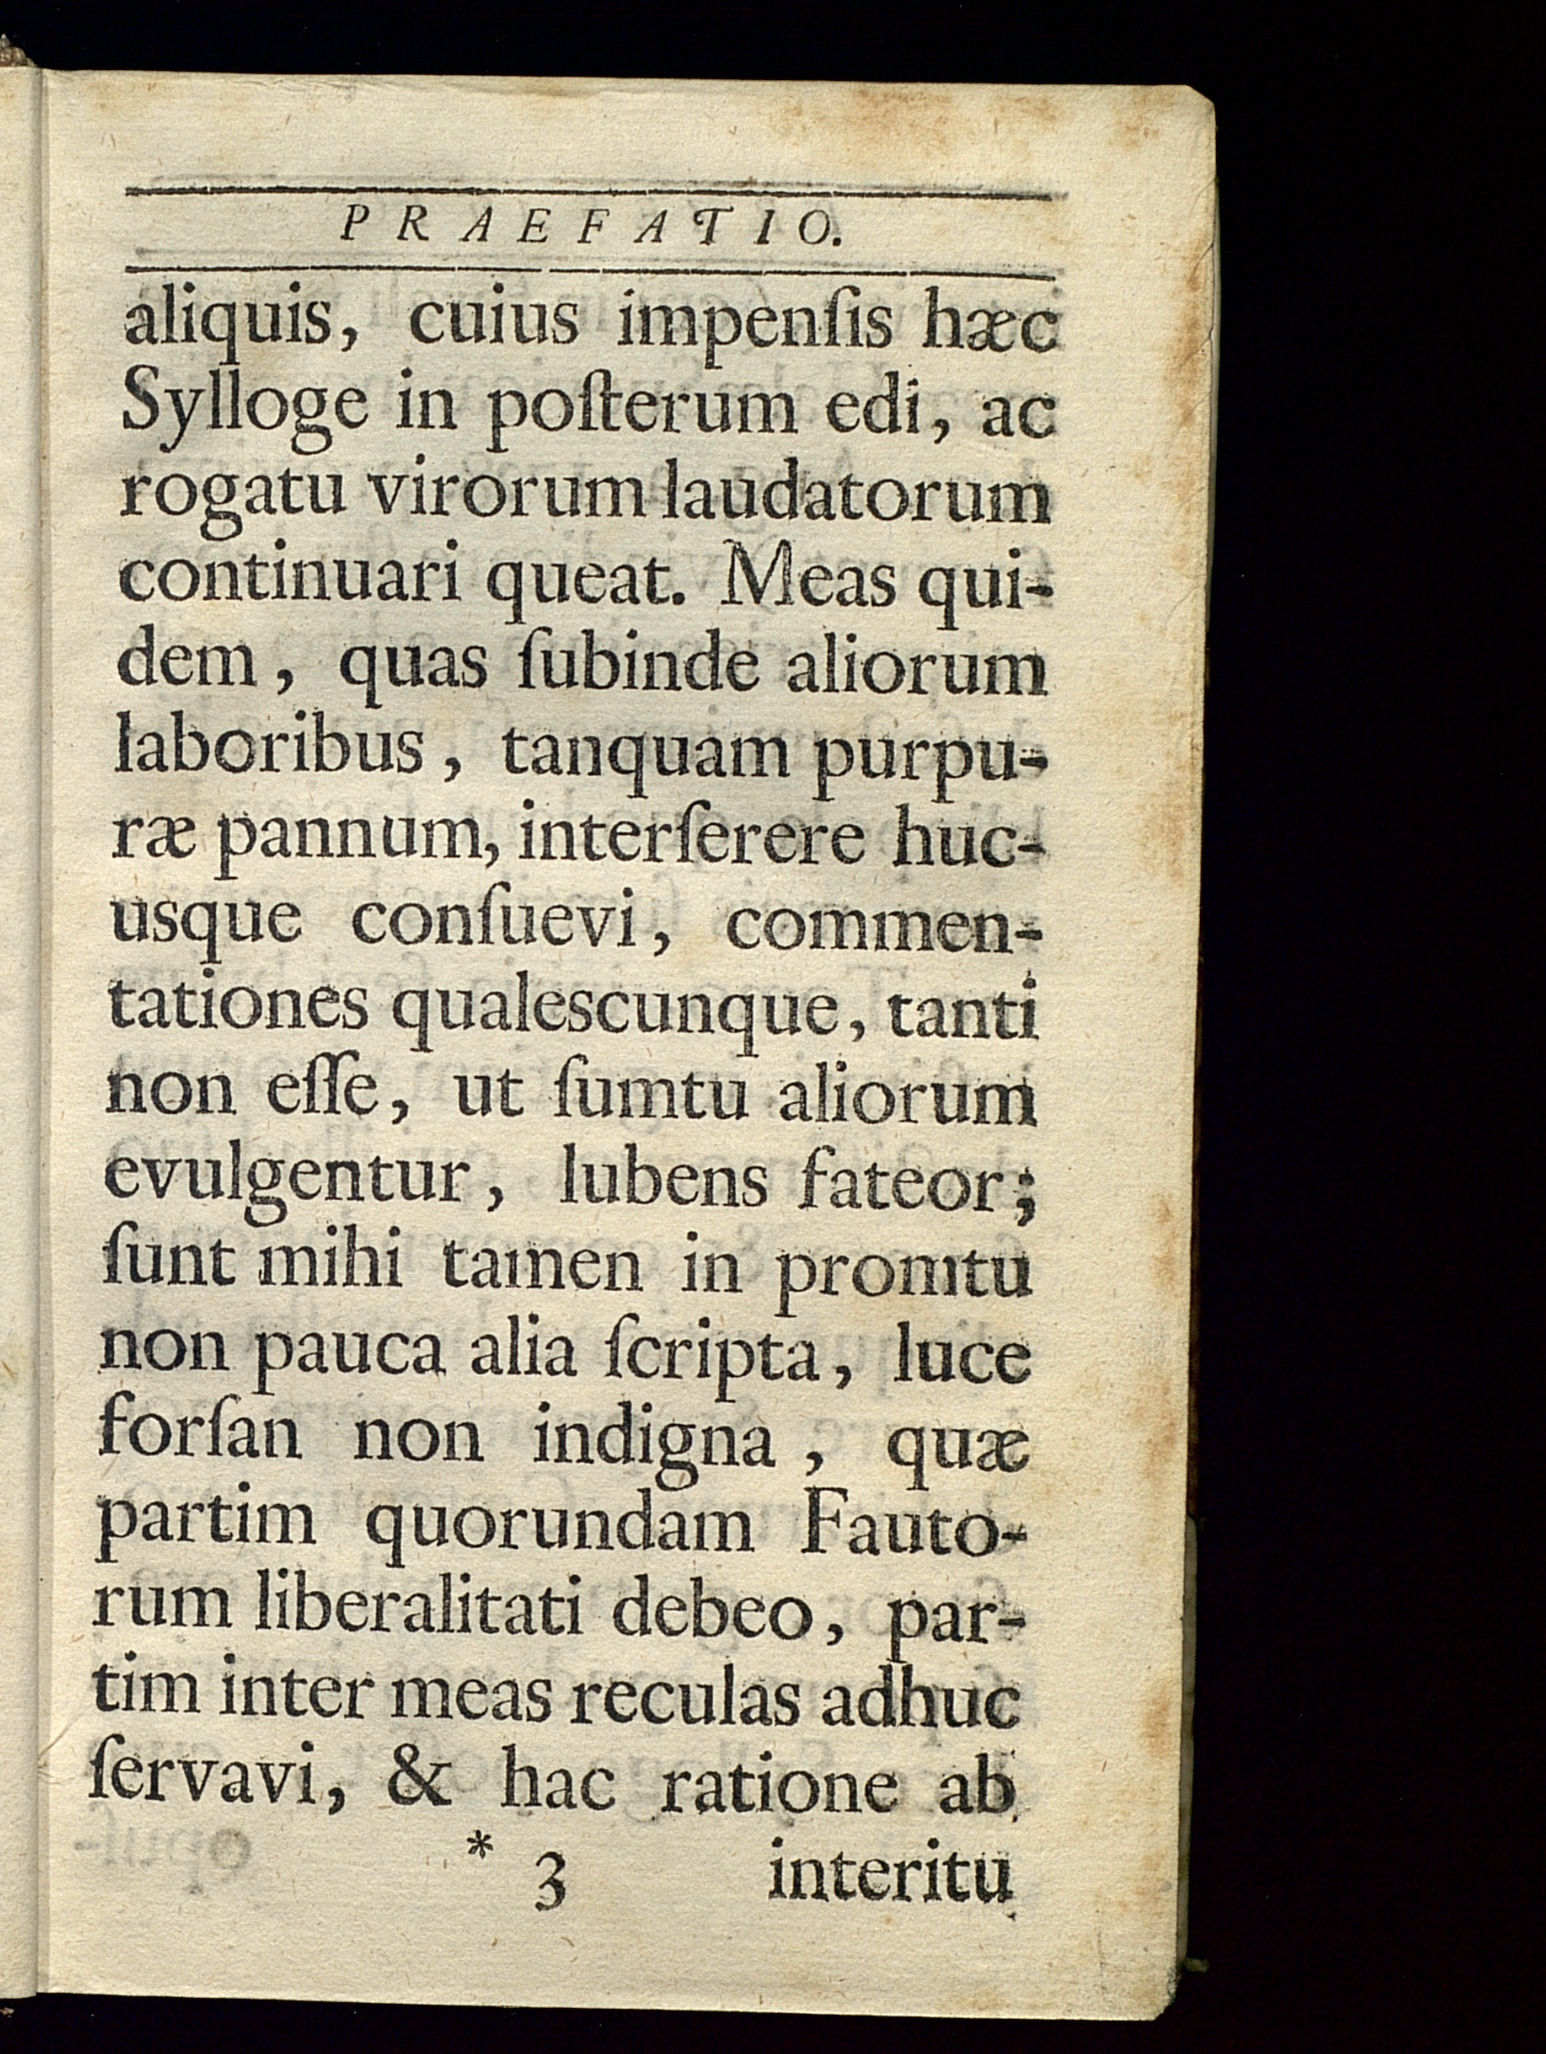 PRAEFATIO.
aliquis, cuius impenſis hæc
Sylloge in poſterum edi, ac
rogatu virorum laudatorum
continuari queat. Meas qui-
dem, quas ſubinde aliorum
laboribus, tanquam purpu-
ræ pannum, interſerere huc-
usque conſuevi, commen-
tationes qualescunque, tanti
non eſſe, ut ſumtu aliorum
evulgentur, lubens fateor;
ſunt mihi tamen in promtu
non pauca alia ſcripta, luce
forſan non indigna, quæ
partim quorundam Fauto-
rum liberalitati debeo, par-
tim inter meas reculas adhuc
ſervavi, & hac ratione ab
* 3 interitu